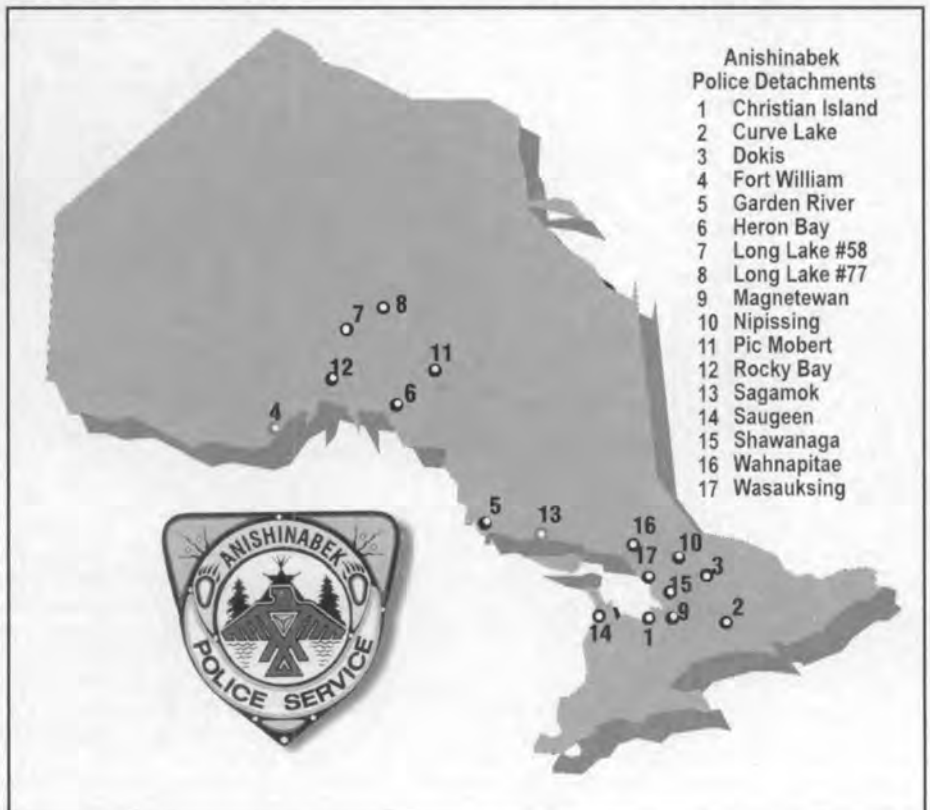 Anishinabek
Police Detachments
1 Christian Island
2 Curve Lake
3 Dokis
4 Fort William
5 Garden River
6 Heron Bay
7 Long Lake #58
8 Long Lake #77
9 Magnetewan
10 Nipissing
11 Pic Mobert
12 Rocky Bay
13 Sagamok
14 Saugeen
15 Shawanaga
16 Wahnapitae
17 Wasauksing
8
7
11
12
6
4
5
13
16
10
17
3
15
14
1
9
2
ANISHINABEK
POLICE SERVICE